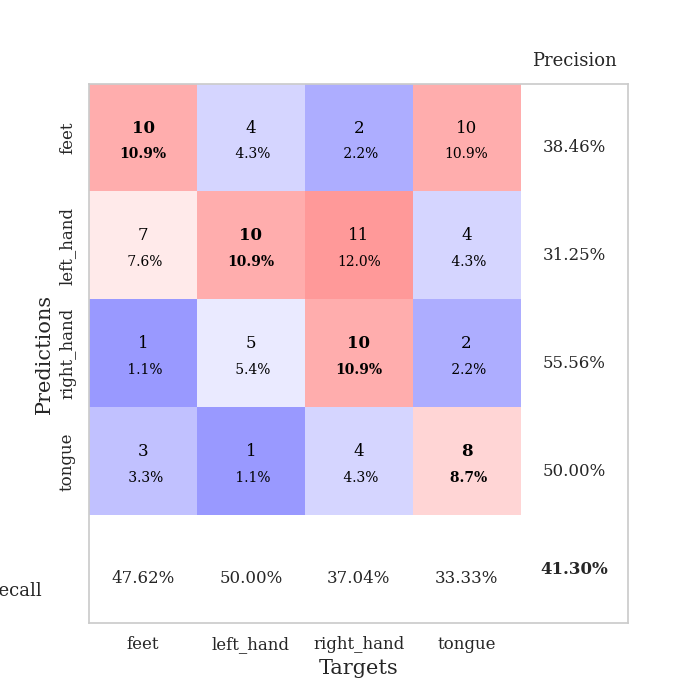 Precision
feet
10 4 2 10
10.9% 4.3% 2.2% 10.9%
38.46%
left_hand
7 10 11 4
7.6% 10.9% 12.0% 4.3%
31.25%
Predictions
right_hand
1 5 10 2
1.1% 5.4% 10.9% 2.2%
55.56%
tongue
3 1 4 8
3.3% 1.1% 4.3% 8.7%
50.00%
ecall
47.62% 50.00% 37.04% 33.33% 41.30%
feet left_hand right_hand tongue
Targets